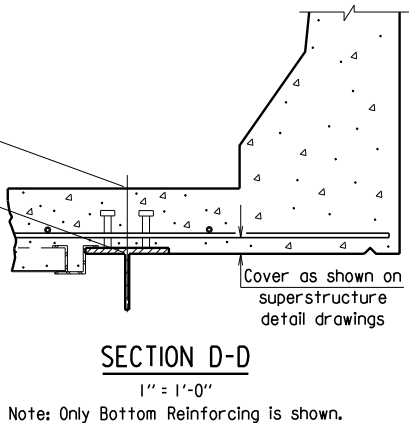 Cover as shown on
superstructure
detail drawings
SECTION D-D
1" = 1'-0"
Note: Only Bottom Reinforcing is shown.